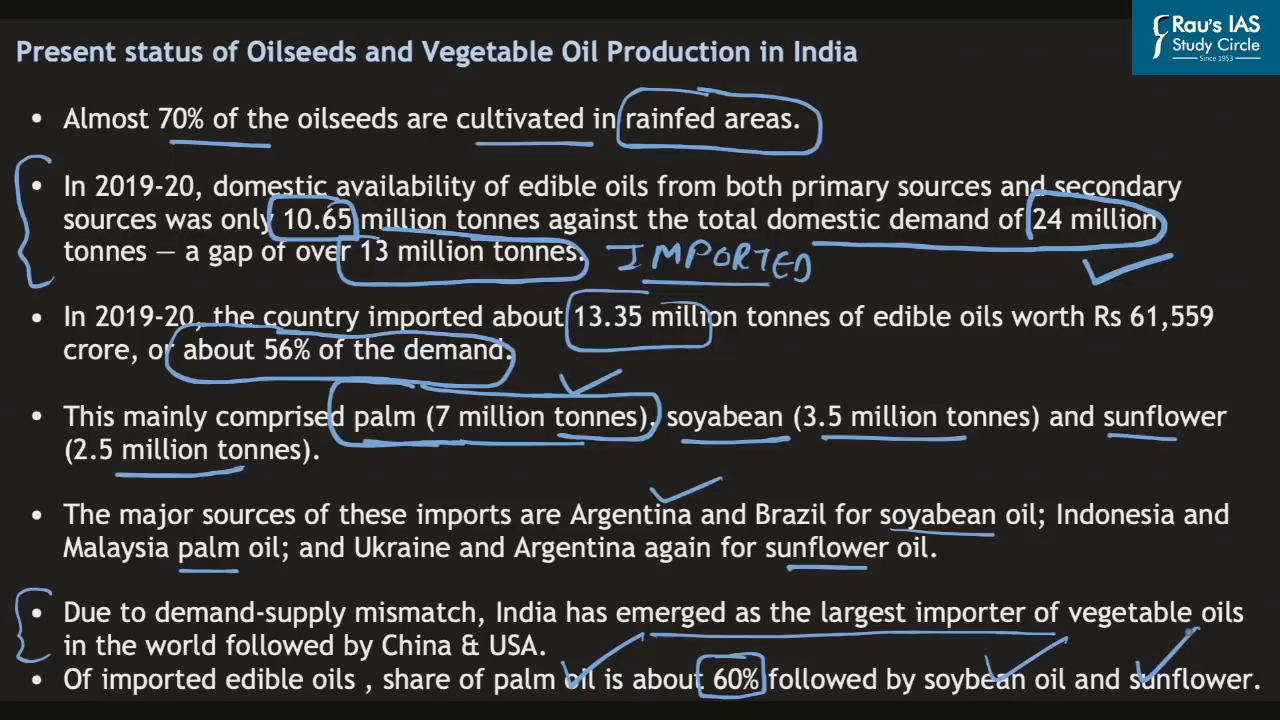 Rau's IAS
Study Circle
Since 1953
Present status of Oilseeds and Vegetable Oil Production in India
• Almost 70% of the oilseeds are cultivated in rainfed areas.
• In 2019-20, domestic availability of edible oils from both primary sources and secondary
sources was only 10.65 million tonnes against the total domestic demand of 24 million
tonnes — a gap of over 13 million tonnes. IMPORTED
• In 2019-20, the country imported about 13.35 million tonnes of edible oils worth Rs 61,559
crore, or about 56% of the demand.
• This mainly comprised palm (7 million tonnes), soyabean (3.5 million tonnes) and sunflower
(2.5 million tonnes).
• The major sources of these imports are Argentina and Brazil for soyabean oil; Indonesia and
Malaysia palm oil; and Ukraine and Argentina again for sunflower oil.
• Due to demand-supply mismatch, India has emerged as the largest importer of vegetable oils
in the world followed by China & USA.
• Of imported edible oils , share of palm oil is about 60% followed by soybean oil and sunflower.